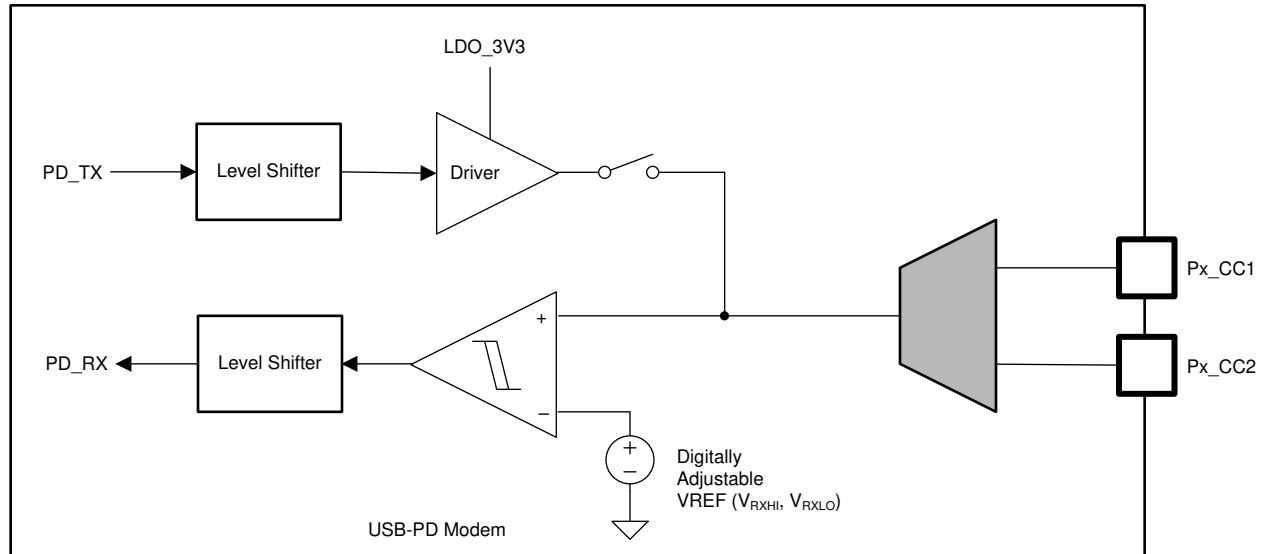 LDO_3V3
PD_TX
Level Shifter
Driver
Px_CC1
+
PD_RX
Level Shifter
Px_CC2
−
+
−
Digitally
Adjustable
VREF (VRXHI, VRXLO)
USB-PD Modem